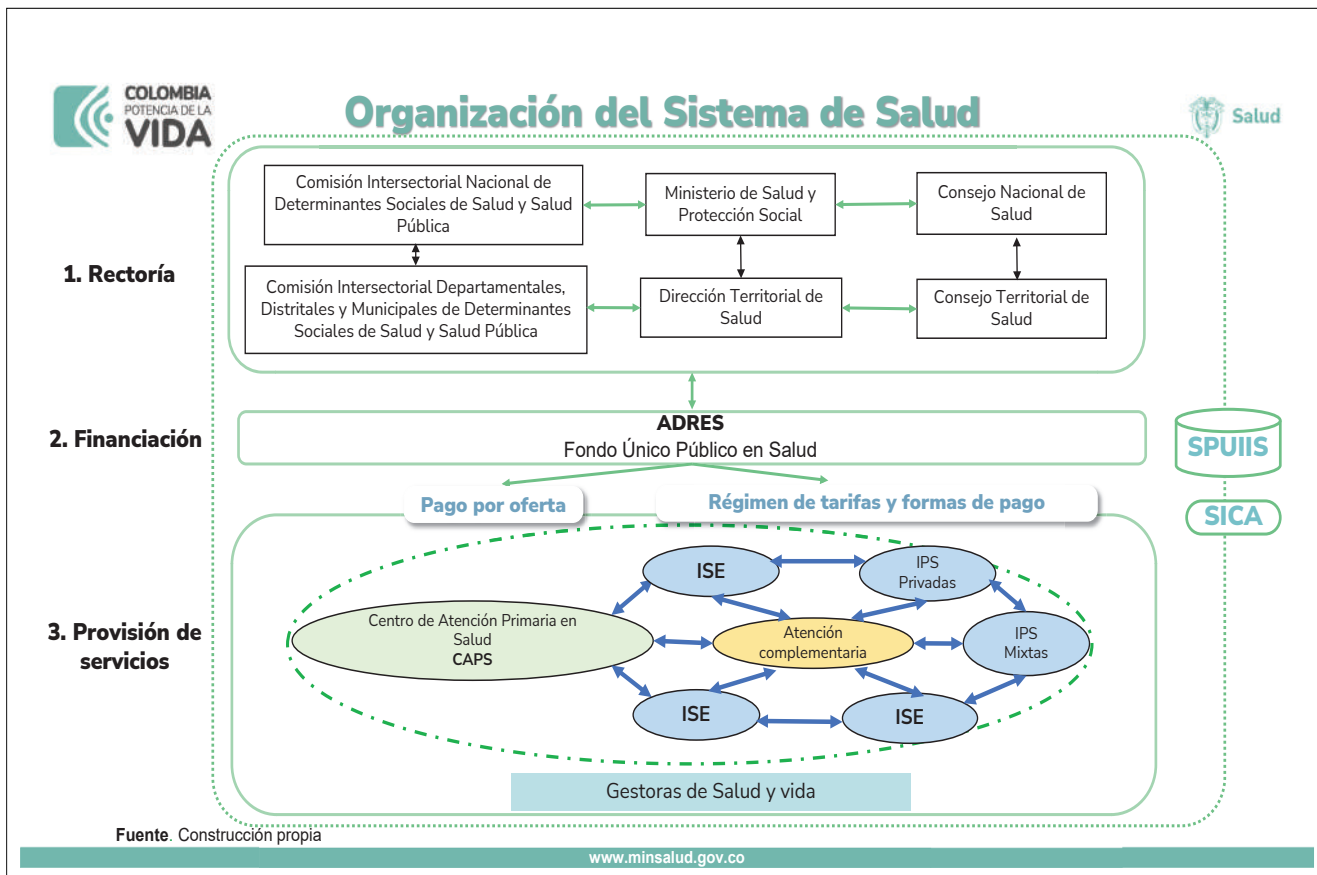 COLOMBIA
POTENCIA DE LA
VIDA
Organización del Sistema de Salud
Salud
1. Rectoría
Comisión Intersectorial Nacional de
Determinantes Sociales de Salud y Salud
Pública
Ministerio de Salud y
Protección Social
Consejo Nacional de
Salud
Comisión Intersectorial Departamentales,
Distritales y Municipales de Determinantes
Sociales de Salud y Salud Pública
Dirección Territorial de
Salud
Consejo Territorial de
Salud
2. Financiación
ADRES
Fondo Único Público en Salud
SPUIIS
Pago por oferta
Régimen de tarifas y formas de pago
SICA
3. Provisión de
servicios
Centro de Atención Primaria en
Salud
CAPS
ISE
IPS
Privadas
Atención
complementaria
IPS
Mixtas
ISE
ISE
Gestoras de Salud y vida
Fuente. Construcción propia
www.minsalud.gov.co